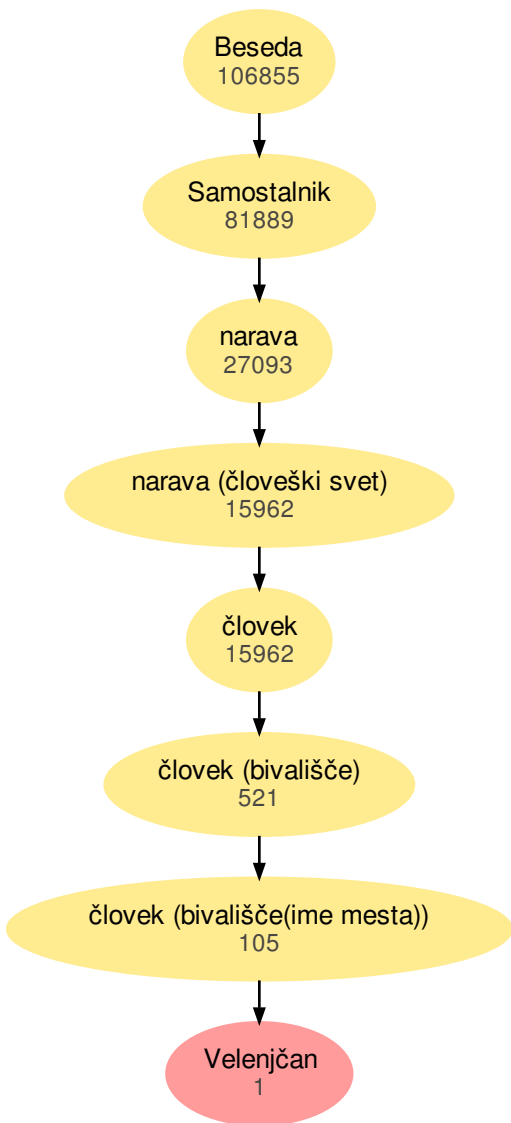 Beseda
106855
Samostalnik
81889
narava
27093
narava (človeški svet)
15962
človek
15962
človek (bivališče)
521
človek (bivališče(ime mesta))
105
Velenjčan
1